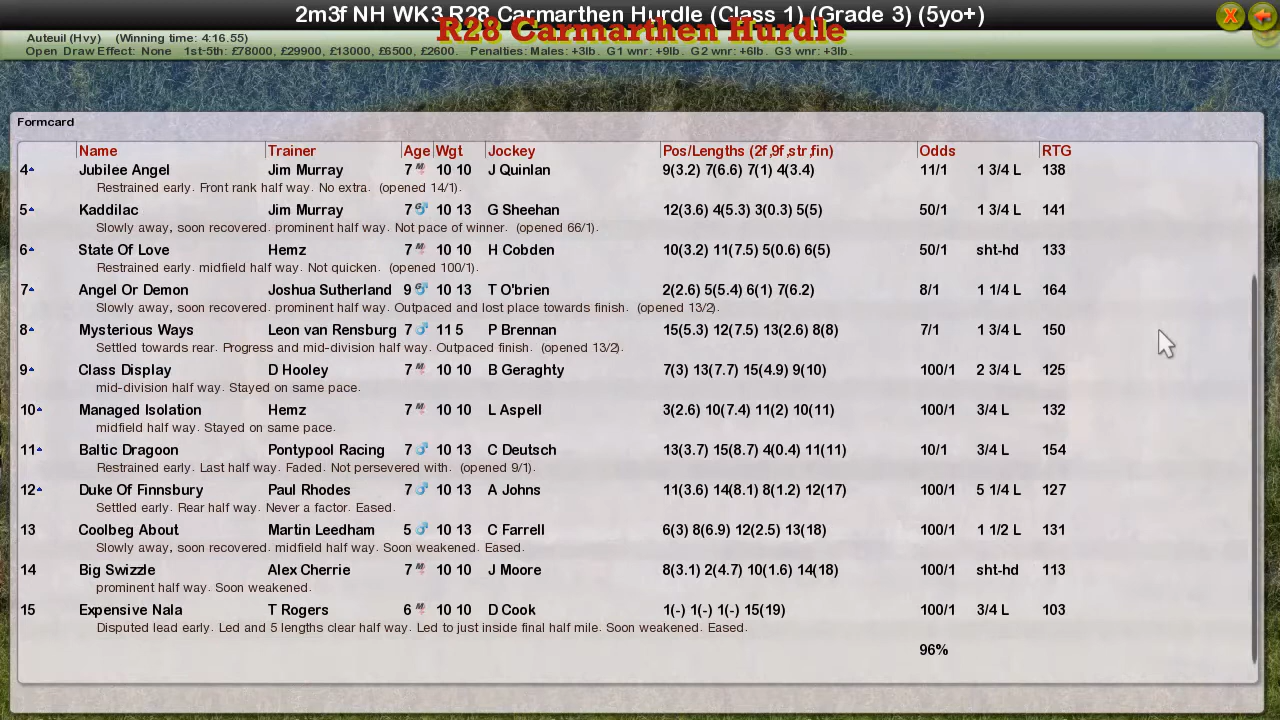 2m3f NH WK3 R28 Carmarthen Hurdle (Class 1) (Grade 3) (5yo+)
R28 Carmarthen Hurdle
Auteuil (Hvy) (Winning time: 4:16.55)
Open Draw Effect: None 1st-5th: £78000, £29900, £13000, £6500, £2600. Penalties: Males: +3lb. G1 wnr: +9lb. G2 wnr: +6lb. G3 wnr: +3lb.
Formcard
Name Trainer Age Wgt Jockey Pos/Lengths (2f,9f,str,fin) Odds RTG
4 Jubilee Angel Jim Murray 7 10 10 J Quinlan 9(3.2) 7(6.6) 7(1) 4(3.4) 11/1 1 3/4 L 138
Restrained early. Front rank half way. No extra. (opened 14/1).
5 Kaddilac Jim Murray 7 10 13 G Sheehan 12(3.6) 4(5.3) 3(0.3) 5(5) 50/1 1 3/4 L 141
Slowly away, soon recovered. prominent half way. Not pace of winner. (opened 66/1).
6 State Of Love Hemz 7 10 10 H Cobden 10(3.2) 11(7.5) 5(0.6) 6(5) 50/1 sht-hd 133
Restrained early. midfield half way. Not quicken. (opened 100/1).
7 Angel Or Demon Joshua Sutherland 9 10 13 T O'brien 2(2.6) 5(5.4) 6(1) 7(6.2) 8/1 1 1/4 L 164
Slowly away, soon recovered. prominent half way. Outpaced and lost place towards finish. (opened 13/2).
8 Mysterious Ways Leon van Rensburg 7 11 5 P Brennan 15(5.3) 12(7.5) 13(2.6) 8(8) 7/1 1 3/4 L 150
Settled towards rear. Progress and mid-division half way. Outpaced finish. (opened 13/2).
9 Class Display D Hooley 7 10 10 B Geraghty 7(3) 13(7.7) 15(4.9) 9(10) 100/1 2 3/4 L 125
mid-division half way. Stayed on same pace.
10 Managed Isolation Hemz 7 10 10 L Aspell 3(2.6) 10(7.4) 11(2) 10(11) 100/1 3/4 L 132
midfield half way. Stayed on same pace.
11 Baltic Dragoon Pontypool Racing 7 10 13 C Deutsch 13(3.7) 15(8.7) 4(0.4) 11(11) 10/1 3/4 L 154
Restrained early. Last half way. Faded. Not persevered with. (opened 9/1).
12 Duke Of Finnsbury Paul Rhodes 7 10 13 A Johns 11(3.6) 14(8.1) 8(1.2) 12(17) 100/1 5 1/4 L 127
Settled early. Rear half way. Never a factor. Eased.
13 Coolbeg About Martin Leedham 5 10 13 C Farrell 6(3) 8(6.9) 12(2.5) 13(18) 100/1 1 1/2 L 131
Slowly away, soon recovered. midfield half way. Soon weakened. Eased.
14 Big Swizzle Alex Cherrie 7 10 10 J Moore 8(3.1) 2(4.7) 10(1.6) 14(18) 100/1 sht-hd 113
prominent half way. Soon weakened.
15 Expensive Nala T Rogers 6 10 10 D Cook 1(-) 1(-) 1(-) 15(19) 100/1 3/4 L 103
Disputed lead early. Led and 5 lengths clear half way. Led to just inside final half mile. Soon weakened. Eased.
96%